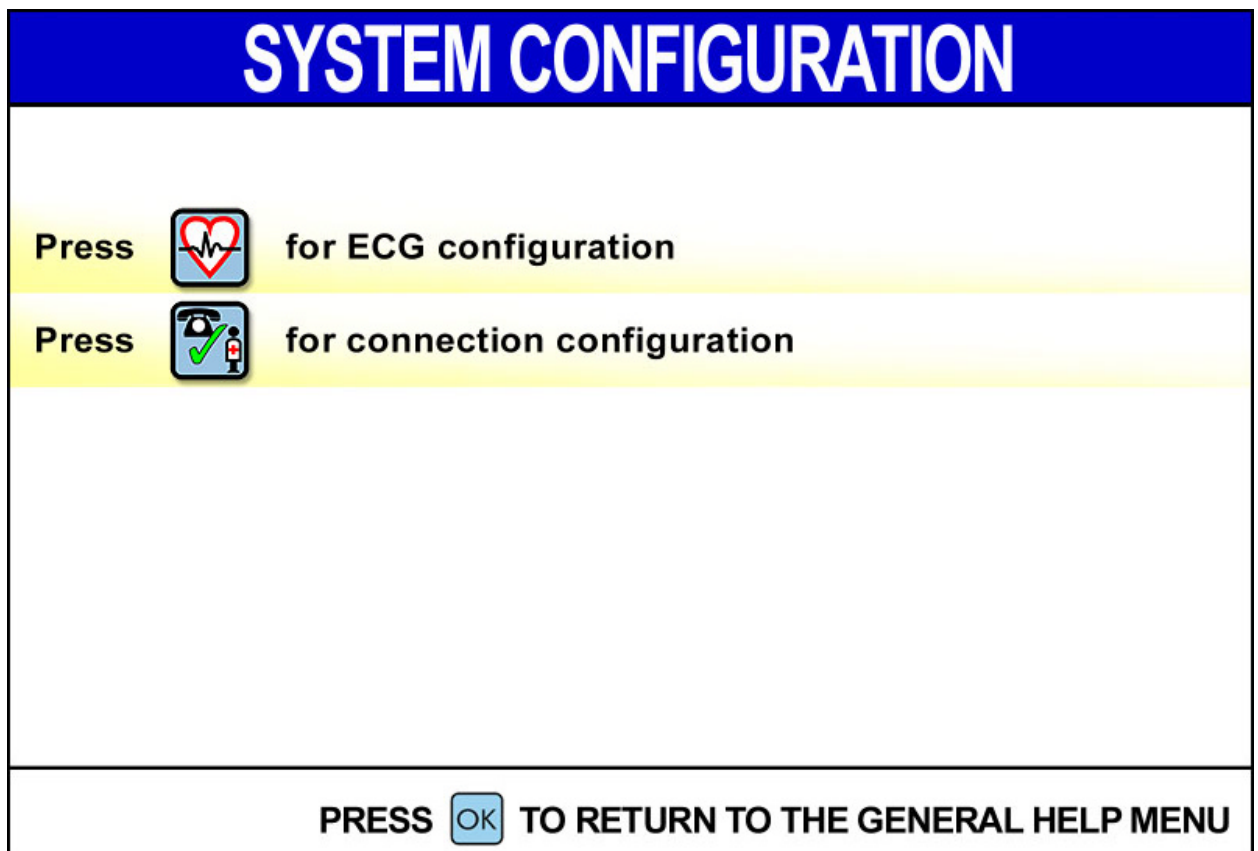 SYSTEM CONFIGURATION
Press for ECG configuration
Press for connection configuration
PRESS OK TO RETURN TO THE GENERAL HELP MENU